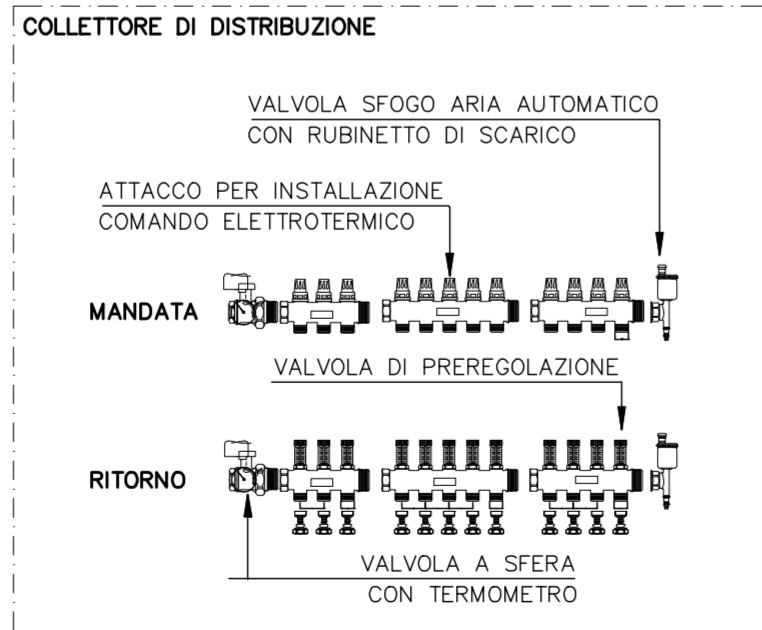 COLLETTORE DI DISTRIBUZIONE
VALVOLA SFOGO ARIA AUTOMATICO
CON RUBINETTO DI SCARICO
ATTACCO PER INSTALLAZIONE
COMANDO ELETTROTERMICO
MANDATA
VALVOLA DI PREREGOLAZIONE
RITORNO
VALVOLA A SFERA
CON TERMOMETRO